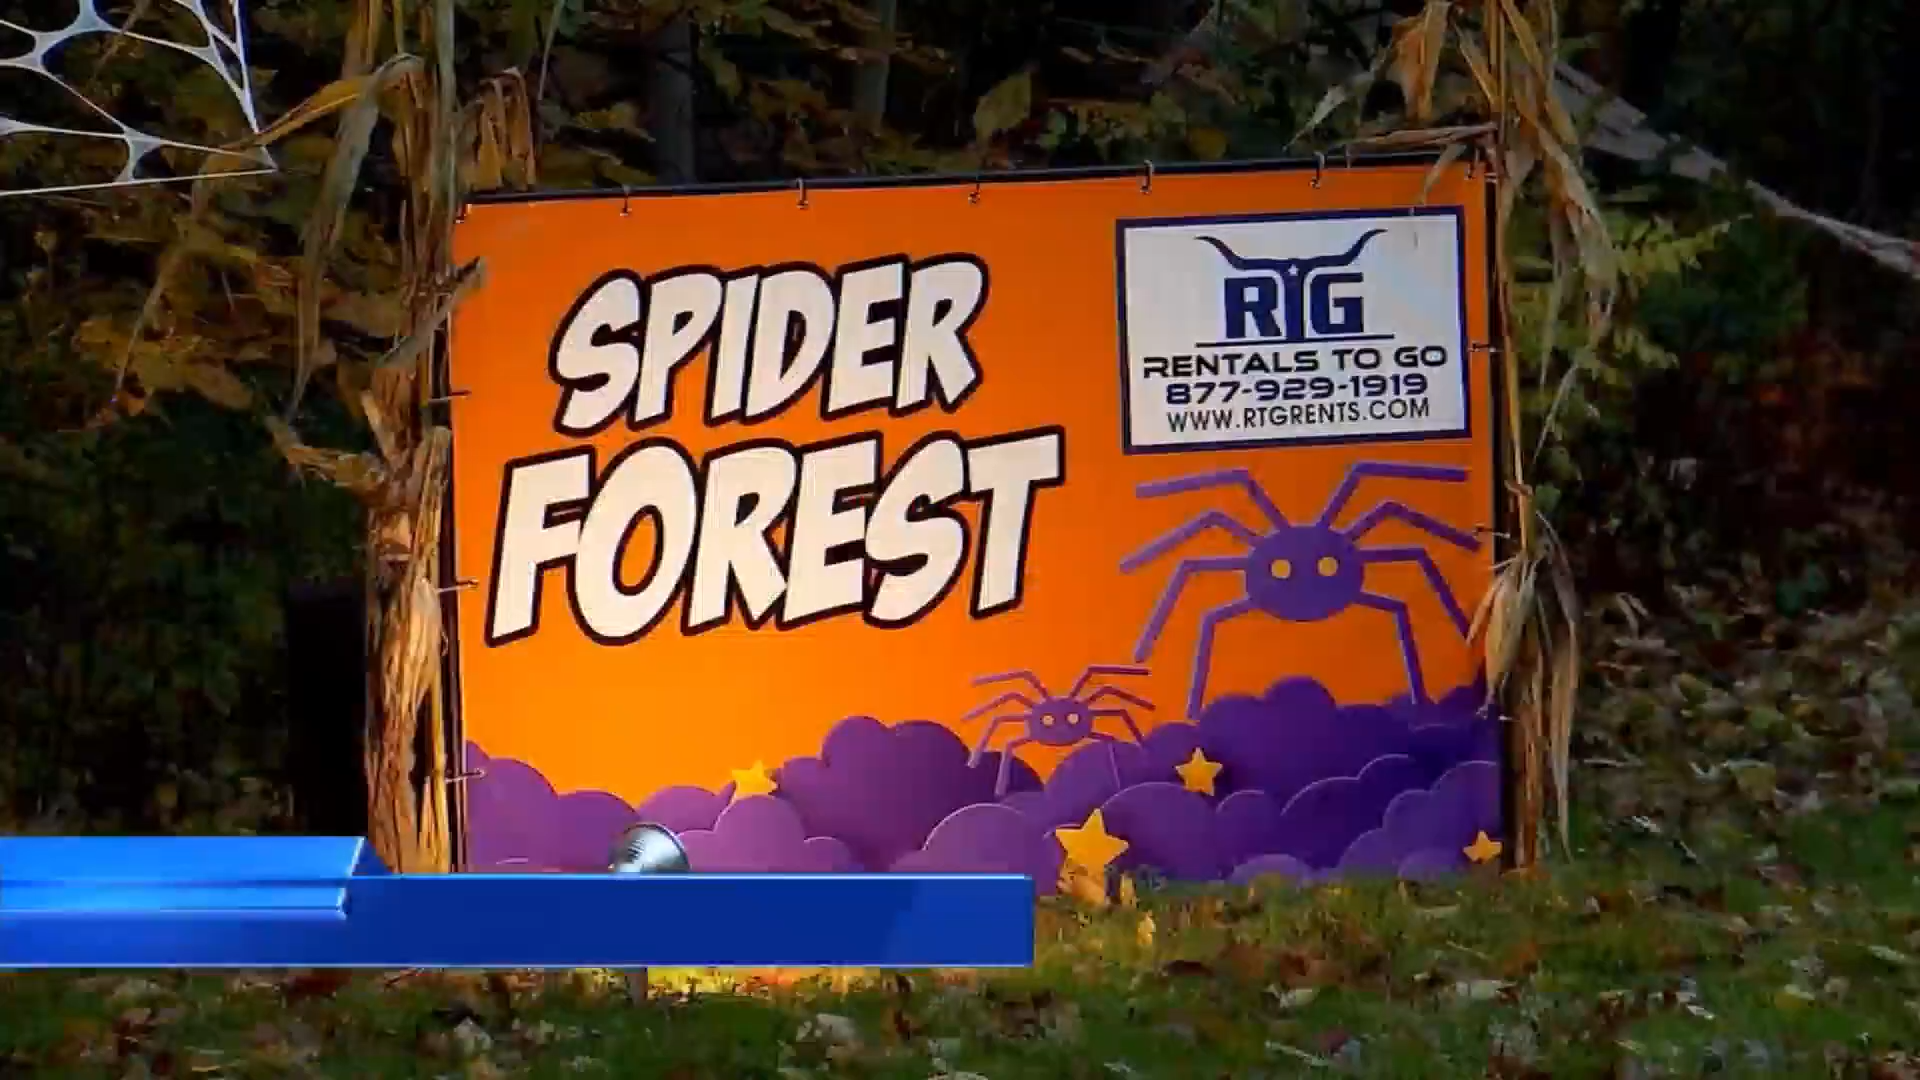 SPIDER
FOREST
RTG
RENTALS TO GO
877-929-1919
WWW.RTGRENTS.COM